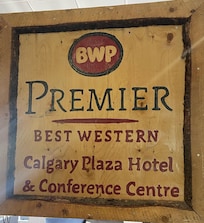 BWP
PREMIER
BEST WESTERN
Calgary Plaza Hotel
& Conference Centre